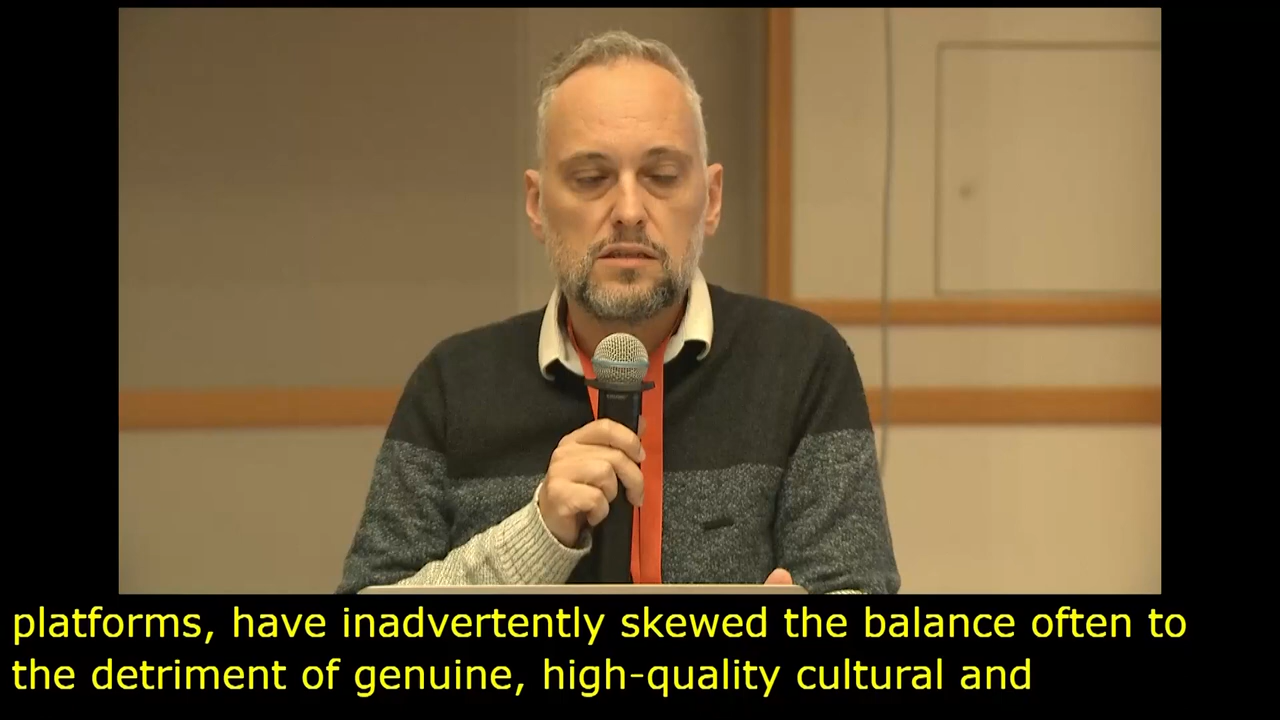 platforms, have inadvertently skewed the balance often to
the detriment of genuine, high-quality cultural and